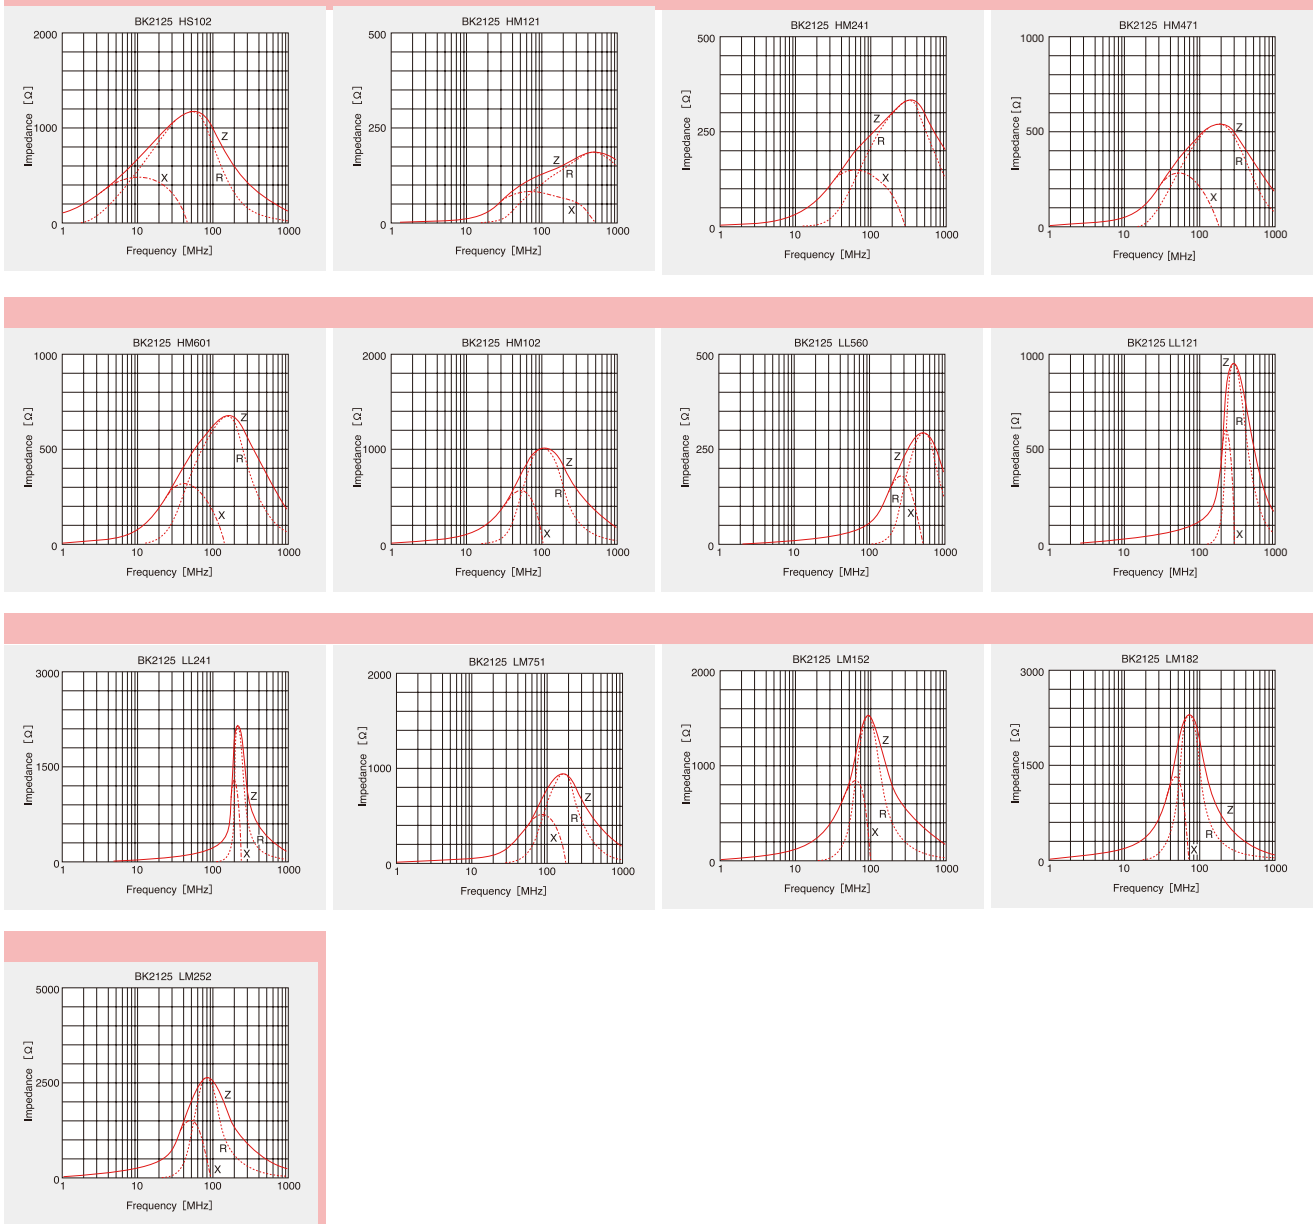 BK2125 HS102
2000
1000
0
Impedance [Ω]
Z
R
X
1 10 100 1000
Frequency [MHz]
BK2125 HM121
500
250
0
Impedance [Ω]
Z
R
X
1 10 100 1000
Frequency [MHz]
BK2125 HM241
500
250
0
Impedance [Ω]
Z
R
X
1 10 100 1000
Frequency [MHz]
BK2125 HM471
1000
500
0
Impedance [Ω]
Z
R
X
1 10 100 1000
Frequency [MHz]
BK2125 HM601
1000
500
0
Impedance [Ω]
Z
R
X
1 10 100 1000
Frequency [MHz]
BK2125 HM102
2000
1000
0
Impedance [Ω]
Z
R
X
1 10 100 1000
Frequency [MHz]
BK2125 LL560
500
250
0
Impedance [Ω]
Z
R
X
1 10 100 1000
Frequency [MHz]
BK2125 LL121
1000
500
0
Impedance [Ω]
Z
R
X
1 10 100 1000
Frequency [MHz]
BK2125 LL241
3000
1500
0
Impedance [Ω]
Z
R
X
1 10 100 1000
Frequency [MHz]
BK2125 LM751
2000
1000
0
Impedance [Ω]
Z
R
X
1 10 100 1000
Frequency [MHz]
BK2125 LM152
2000
1000
0
Impedance [Ω]
Z
R
X
1 10 100 1000
Frequency [MHz]
BK2125 LM182
3000
1500
0
Impedance [Ω]
Z
R
X
1 10 100 1000
Frequency [MHz]
BK2125 LM252
5000
2500
0
Impedance [Ω]
Z
R
X
1 10 100 1000
Frequency [MHz]